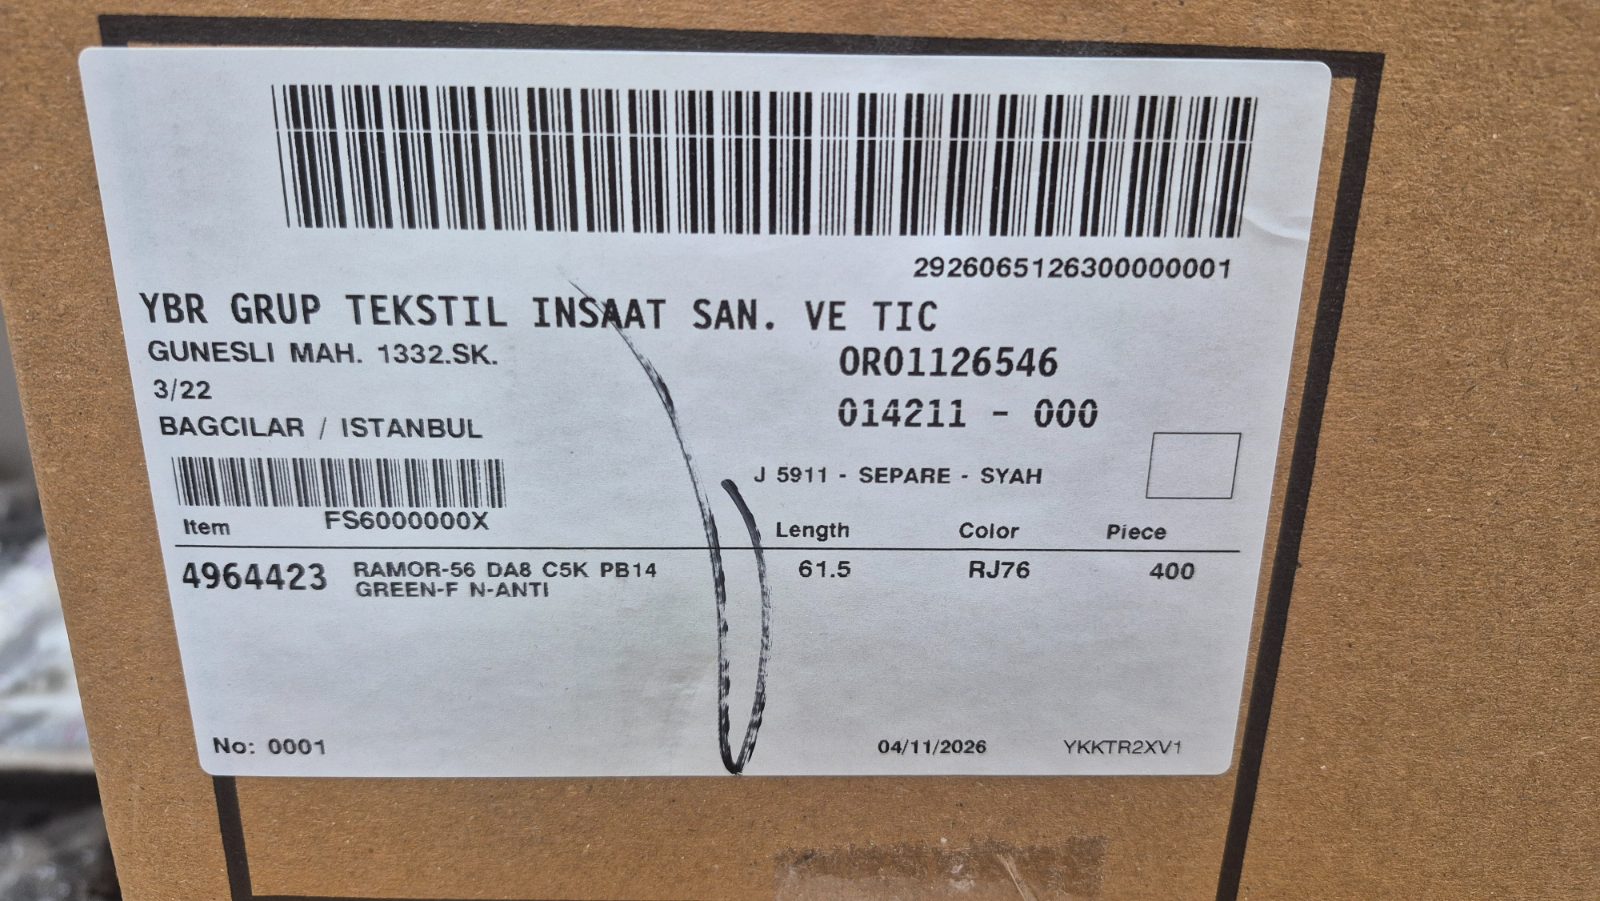 2926065126300000001
YBR GRUP TEKSTIL INSAAT SAN. VE TIC
GUNESLI MAH. 1332.SK.
3/22
BAGCILAR / ISTANBUL
OR01126546
014211 - 000
J 5911 - SEPARE - SYAH
FS6000000X
Item Length Color Piece
4964423 RAMOR-56 DA8 C5K PB14 61.5 RJ76 400
GREEN-F N-ANTI
No: 0001 04/11/2026 YKKTR2XV1